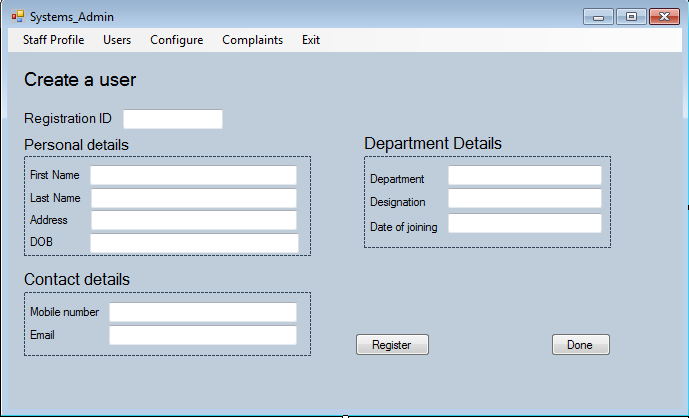 Systems_Admin
Staff Profile Users Configure Complaints Exit
Create a user
Registration ID
Personal details
First Name
Last Name
Address
DOB
Department Details
Department
Designation
Date of joining
Contact details
Mobile number
Email
Register Done